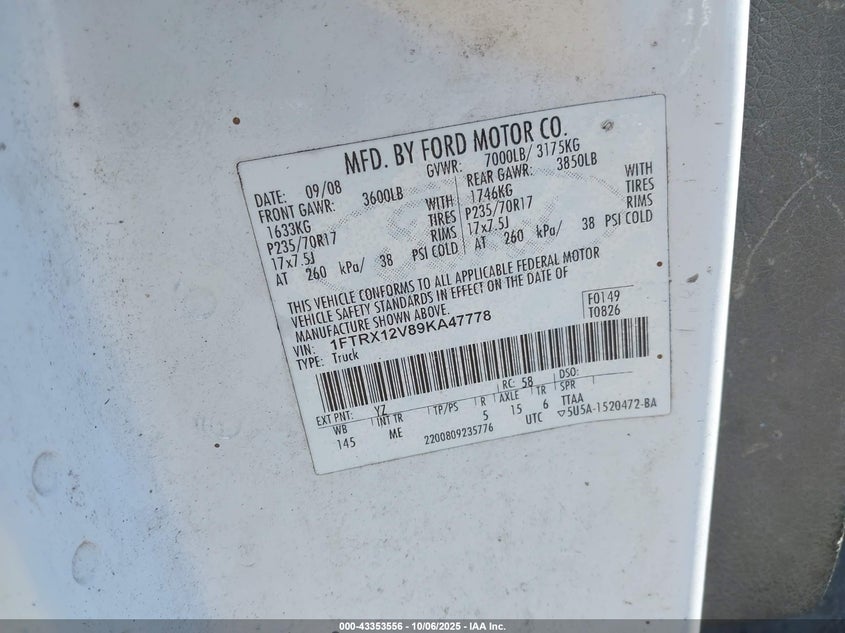 MFD. BY FORD MOTOR CO.
DATE: 09/08 GVWR: 7000LB/ 3175KG
FRONT GAWR: 3600LB REAR GAWR: 3850LB
1633KG WITH 1746KG WITH
P235/70R17 TIRES P235/70R17 TIRES
17x7.5J RIMS 17x7.5J RIMS
AT 260 kPa/ 38 PSI COLD AT 260 kPa/ 38 PSI COLD
THIS VEHICLE CONFORMS TO ALL APPLICABLE FEDERAL MOTOR
VEHICLE SAFETY STANDARDS IN EFFECT ON THE DATE OF
MANUFACTURE SHOWN ABOVE.
F0149
VIN: 1FTRX12V89KA47778
T0826
TYPE: Truck
EXT PNT: YZ RC: 58 DSO:
WB INT TR TP/PS R AXLE TR SPR
145 ME 5 15 6 TTAA
2200809235776 UTC ▽5U5A-1520472-BA
000-43353556 - 10/06/2025 - IAA Inc.